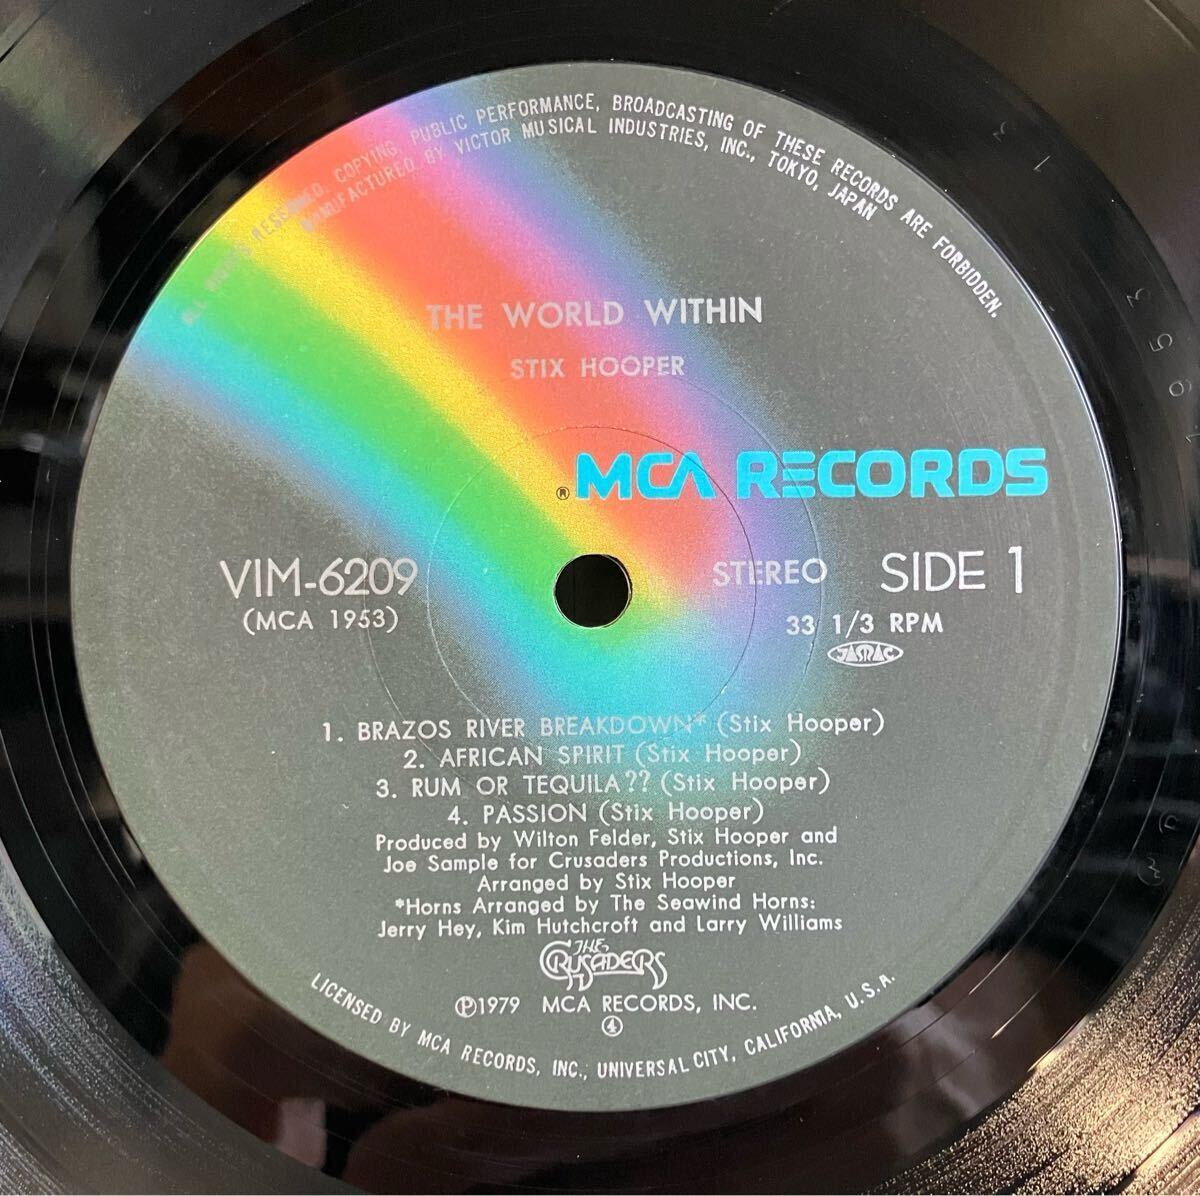 ALL RIGHTS RESERVED. COPYING, PUBLIC PERFORMANCE, BROADCASTING OF THESE RECORDS ARE FORBIDDEN.
MANUFACTURED BY VICTOR MUSICAL INDUSTRIES, INC., TOKYO, JAPAN
THE WORLD WITHIN
STIX HOOPER
® MCA RECORDS
VIM-6209
(MCA 1953)
STEREO SIDE 1
33 1/3 RPM
JASRAC
1. BRAZOS RIVER BREAKDOWN* (Stix Hooper)
2. AFRICAN SPIRIT (Stix Hooper)
3. RUM OR TEQUILA?? (Stix Hooper)
4. PASSION (Stix Hooper)
Produced by Wilton Felder, Stix Hooper and
Joe Sample for Crusaders Productions, Inc.
Arranged by Stix Hooper
*Horns Arranged by The Seawind Horns:
Jerry Hey, Kim Hutchcroft and Larry Williams
THE
CRUSADERS
Ⓟ1979 MCA RECORDS, INC.
④
LICENSED BY MCA RECORDS, INC., UNIVERSAL CITY, CALIFORNIA, U.S.A.